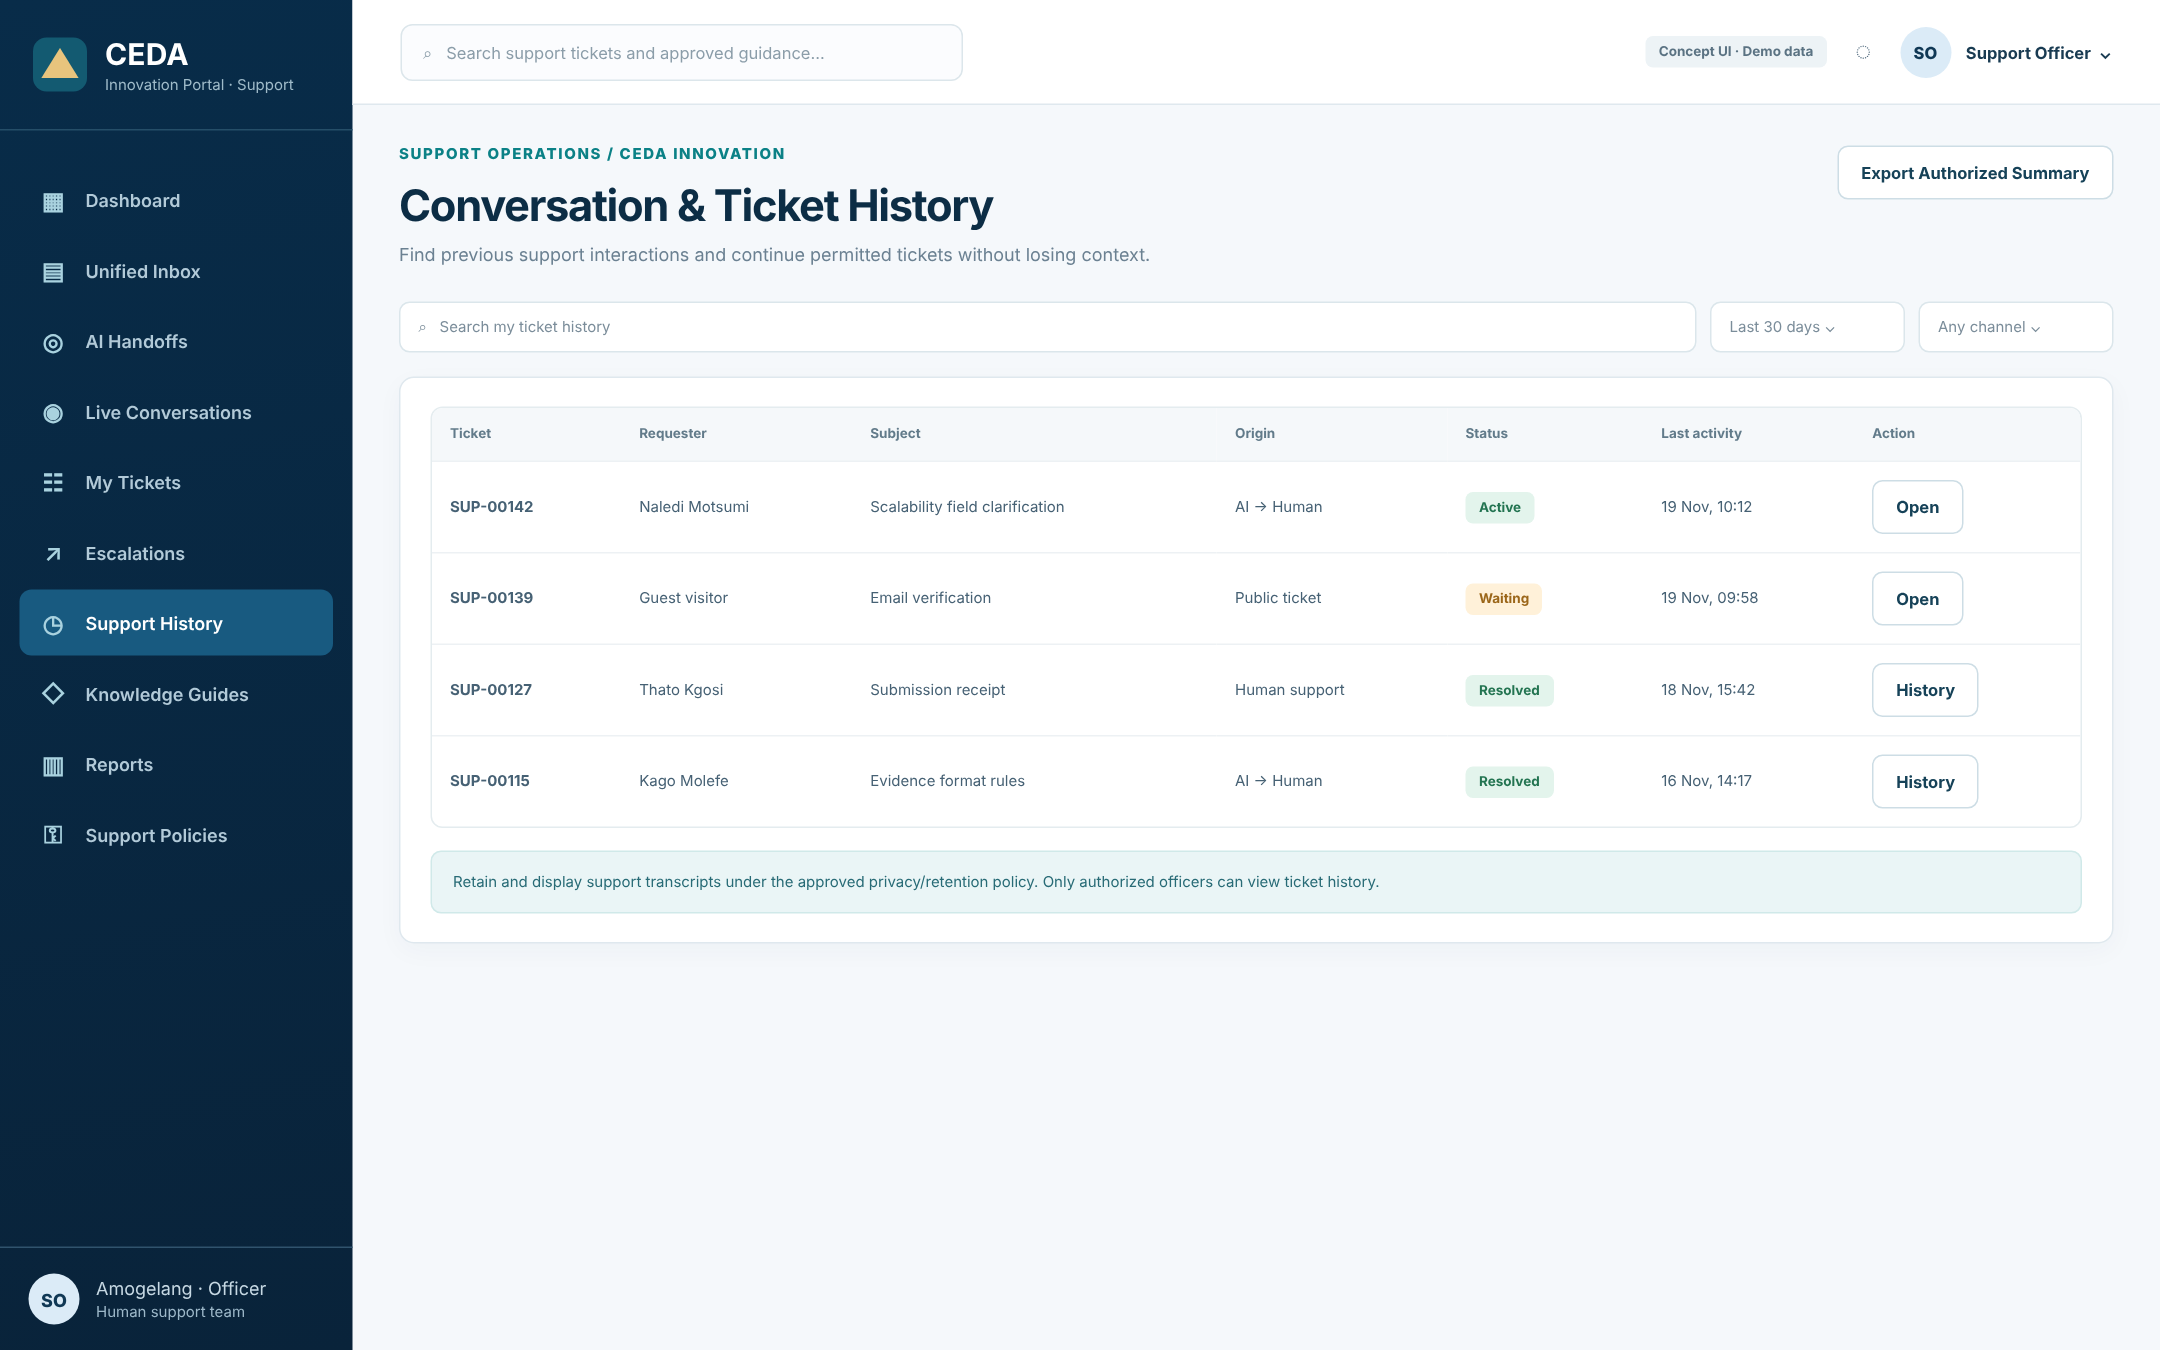 CEDA
Innovation Portal · Support
Dashboard
Unified Inbox
AI Handoffs
Live Conversations
My Tickets
Escalations
Support History
Knowledge Guides
Reports
Support Policies
SO
Amogelang · Officer
Human support team
Search support tickets and approved guidance...
Concept UI · Demo data
SO
Support Officer
SUPPORT OPERATIONS / CEDA INNOVATION
Conversation & Ticket History
Find previous support interactions and continue permitted tickets without losing context.
Export Authorized Summary
Search my ticket history
Last 30 days
Any channel
Ticket Requester Subject Origin Status Last activity Action
SUP-00142 Naledi Motsumi Scalability field clarification AI → Human Active 19 Nov, 10:12 Open
SUP-00139 Guest visitor Email verification Public ticket Waiting 19 Nov, 09:58 Open
SUP-00127 Thato Kgosi Submission receipt Human support Resolved 18 Nov, 15:42 History
SUP-00115 Kago Molefe Evidence format rules AI → Human Resolved 16 Nov, 14:17 History
Retain and display support transcripts under the approved privacy/retention policy. Only authorized officers can view ticket history.